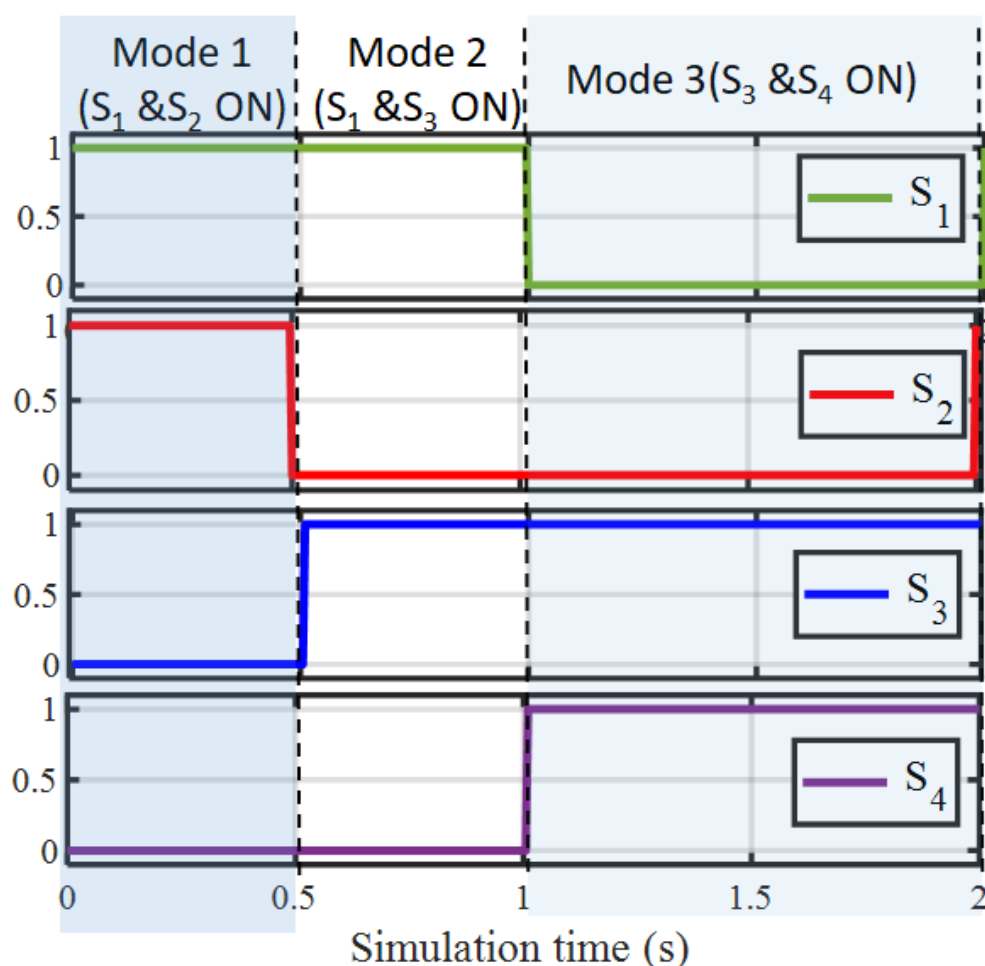 Mode 1
(S₁ &S₂ ON)
Mode 2
(S₁ &S₃ ON)
Mode 3(S₃ &S₄ ON)
1
0.5
0
S₁
1
0.5
0
S₂
1
0.5
0
S₃
1
0.5
0
S₄
0 0.5 1 1.5 2
Simulation time (s)